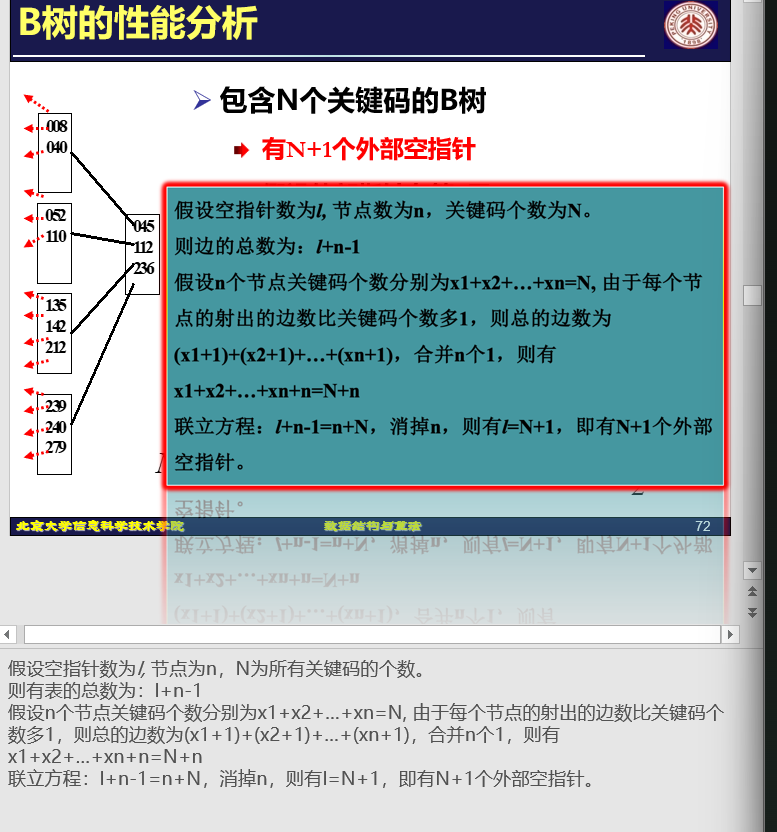 B树的性能分析
包含N个关键码的B树
有N+1个外部空指针
008
040
052
110
135
142
212
239
240
279
045
112
236
假设空指针数为l, 节点数为n，关键码个数为N。
则边的总数为：l+n-1
假设n个节点关键码个数分别为x1+x2+…+xn=N, 由于每个节
点的射出的边数比关键码个数多1，则总的边数为
(x1+1)+(x2+1)+…+(xn+1)，合并n个1，则有
x1+x2+…+xn+n=N+n
联立方程：l+n-1=n+N，消掉n，则有l=N+1，即有N+1个外部
空指针。
2
北京大学信息科学技术学院
数据结构与算法
72
假设空指针数为l, 节点为n，N为所有关键码的个数。
则有表的总数为：l+n-1
假设n个节点关键码个数分别为x1+x2+…+xn=N, 由于每个节点的射出的边数比关键码个
数多1，则总的边数为(x1+1)+(x2+1)+…+(xn+1)，合并n个1，则有
x1+x2+…+xn+n=N+n
联立方程：l+n-1=n+N，消掉n，则有l=N+1，即有N+1个外部空指针。